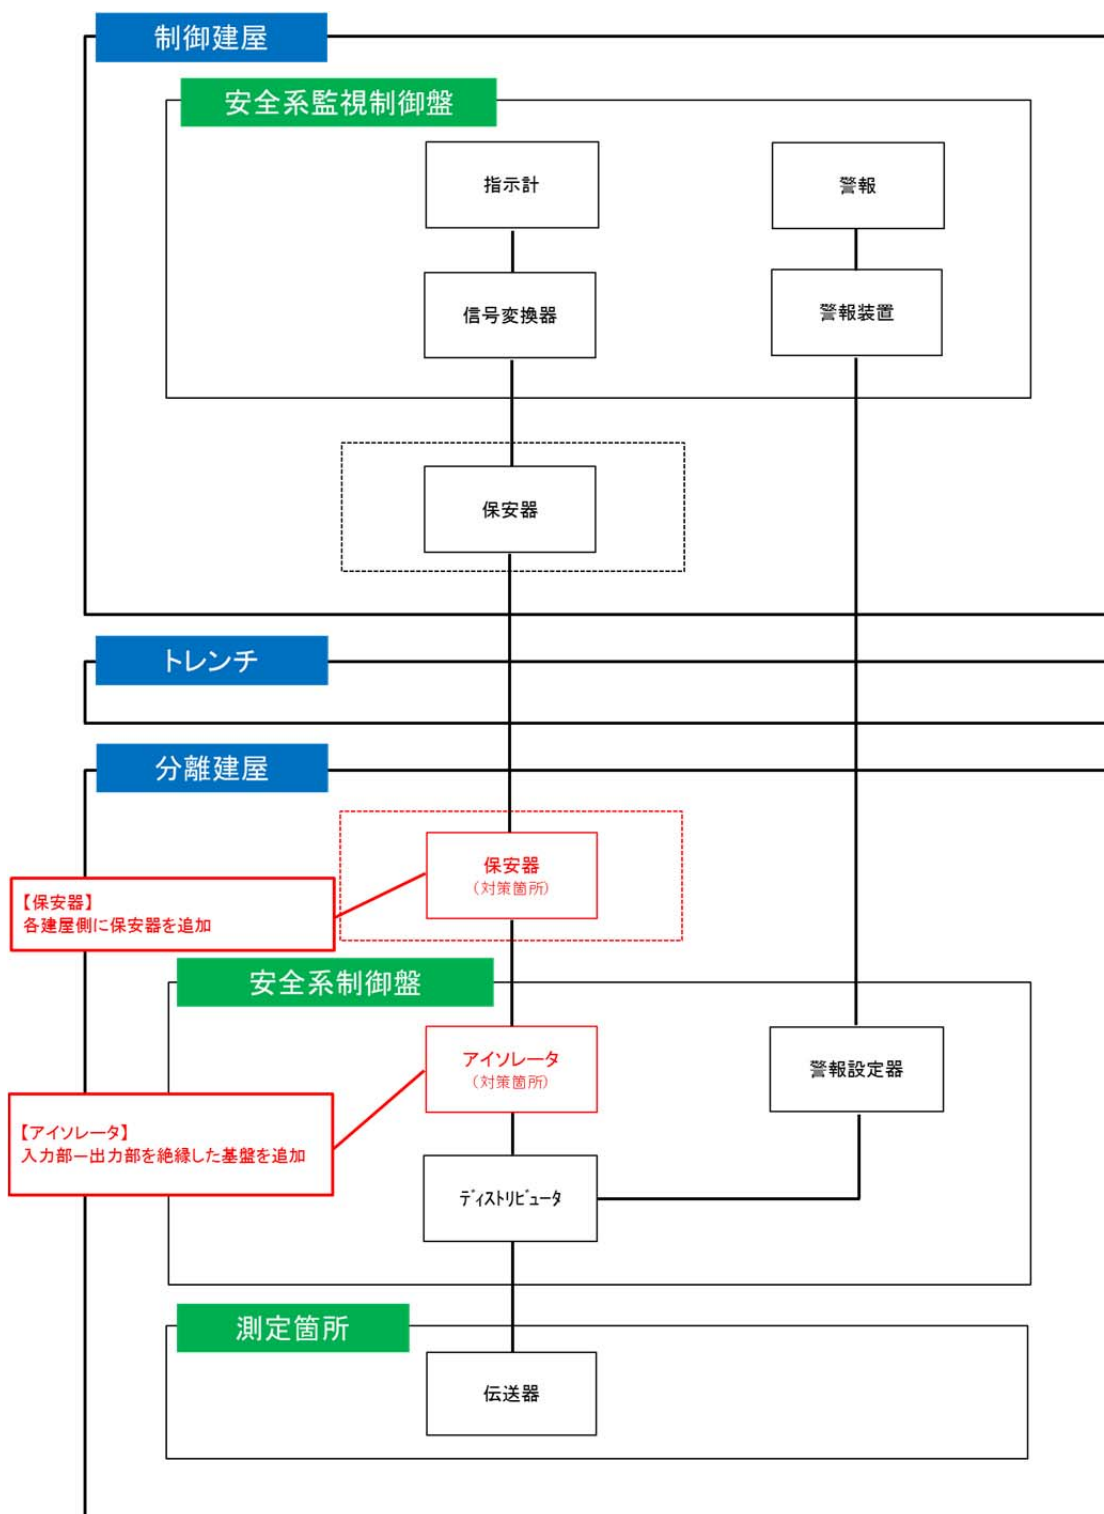 制御建屋
安全系監視制御盤
指示計
警報
信号変換器
警報装置
保安器
トレンチ
分離建屋
保安器
(対策箇所)
【保安器】
各建屋側に保安器を追加
安全系制御盤
アイソレータ
(対策箇所)
警報設定器
【アイソレータ】
入力部ー出力部を絶縁した基盤を追加
ﾃﾞｨｽﾄﾘﾋﾞｭｰﾀ
測定箇所
伝送器